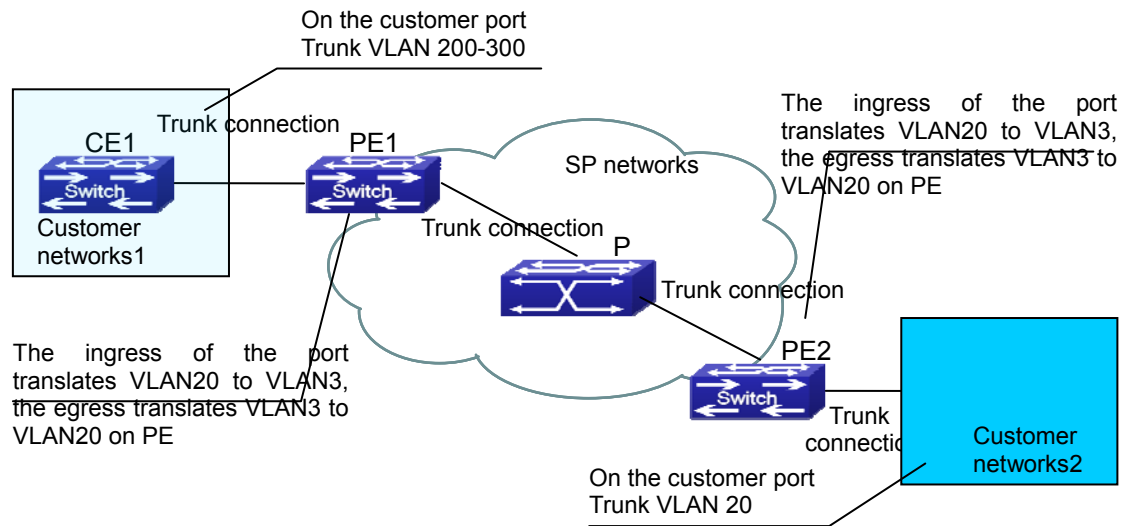 On the customer port
Trunk VLAN 200-300
Trunk connection
CE1
Switch
Customer
networks1
PE1
Switch
SP networks
Trunk connection
P
Trunk connection
The ingress of the port
translates VLAN20 to VLAN3,
the egress translates VLAN3 to
VLAN20 on PE
The ingress of the port
translates VLAN20 to VLAN3,
the egress translates VLAN3 to
VLAN20 on PE
PE2
Switch
Trunk
connection
Customer
networks2
On the customer port
Trunk VLAN 20